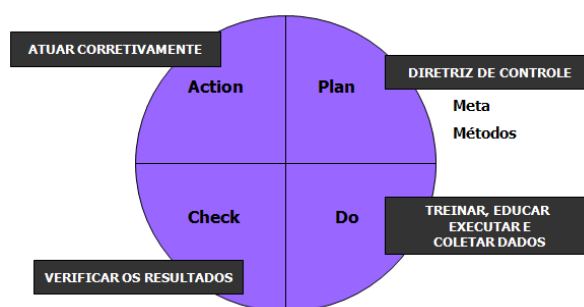 ATUAR CORRETIVAMENTE
Action
Plan
DIRETRIZ DE CONTROLE
Meta
Métodos
Check
Do
TREINAR, EDUCAR
EXECUTAR E
COLETAR DADOS
VERIFICAR OS RESULTADOS